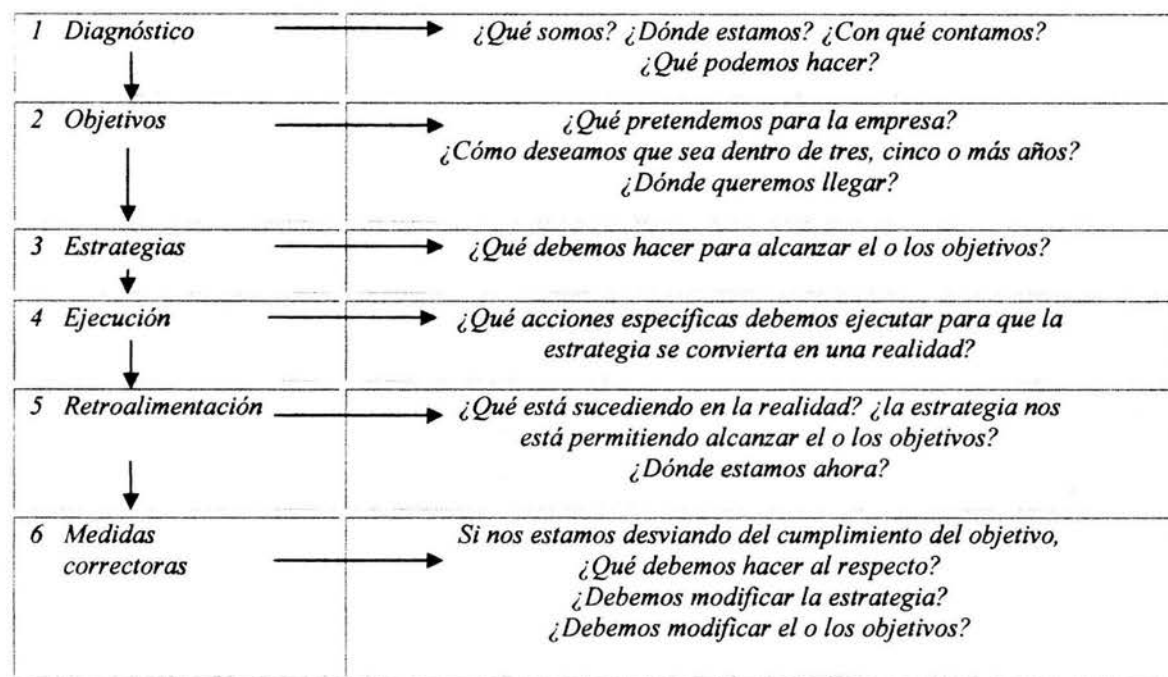 1 Diagnóstico
¿Qué somos? ¿Dónde estamos? ¿Con qué contamos?
¿Qué podemos hacer?
2 Objetivos
¿Qué pretendemos para la empresa?
¿Cómo deseamos que sea dentro de tres, cinco o más años?
¿Dónde queremos llegar?
3 Estrategias
¿Qué debemos hacer para alcanzar el o los objetivos?
4 Ejecución
¿Qué acciones específicas debemos ejecutar para que la
estrategia se convierta en una realidad?
5 Retroalimentación
¿Qué está sucediendo en la realidad? ¿la estrategia nos
está permitiendo alcanzar el o los objetivos?
¿Dónde estamos ahora?
6 Medidas
correctoras
Si nos estamos desviando del cumplimiento del objetivo,
¿Qué debemos hacer al respecto?
¿Debemos modificar la estrategia?
¿Debemos modificar el o los objetivos?